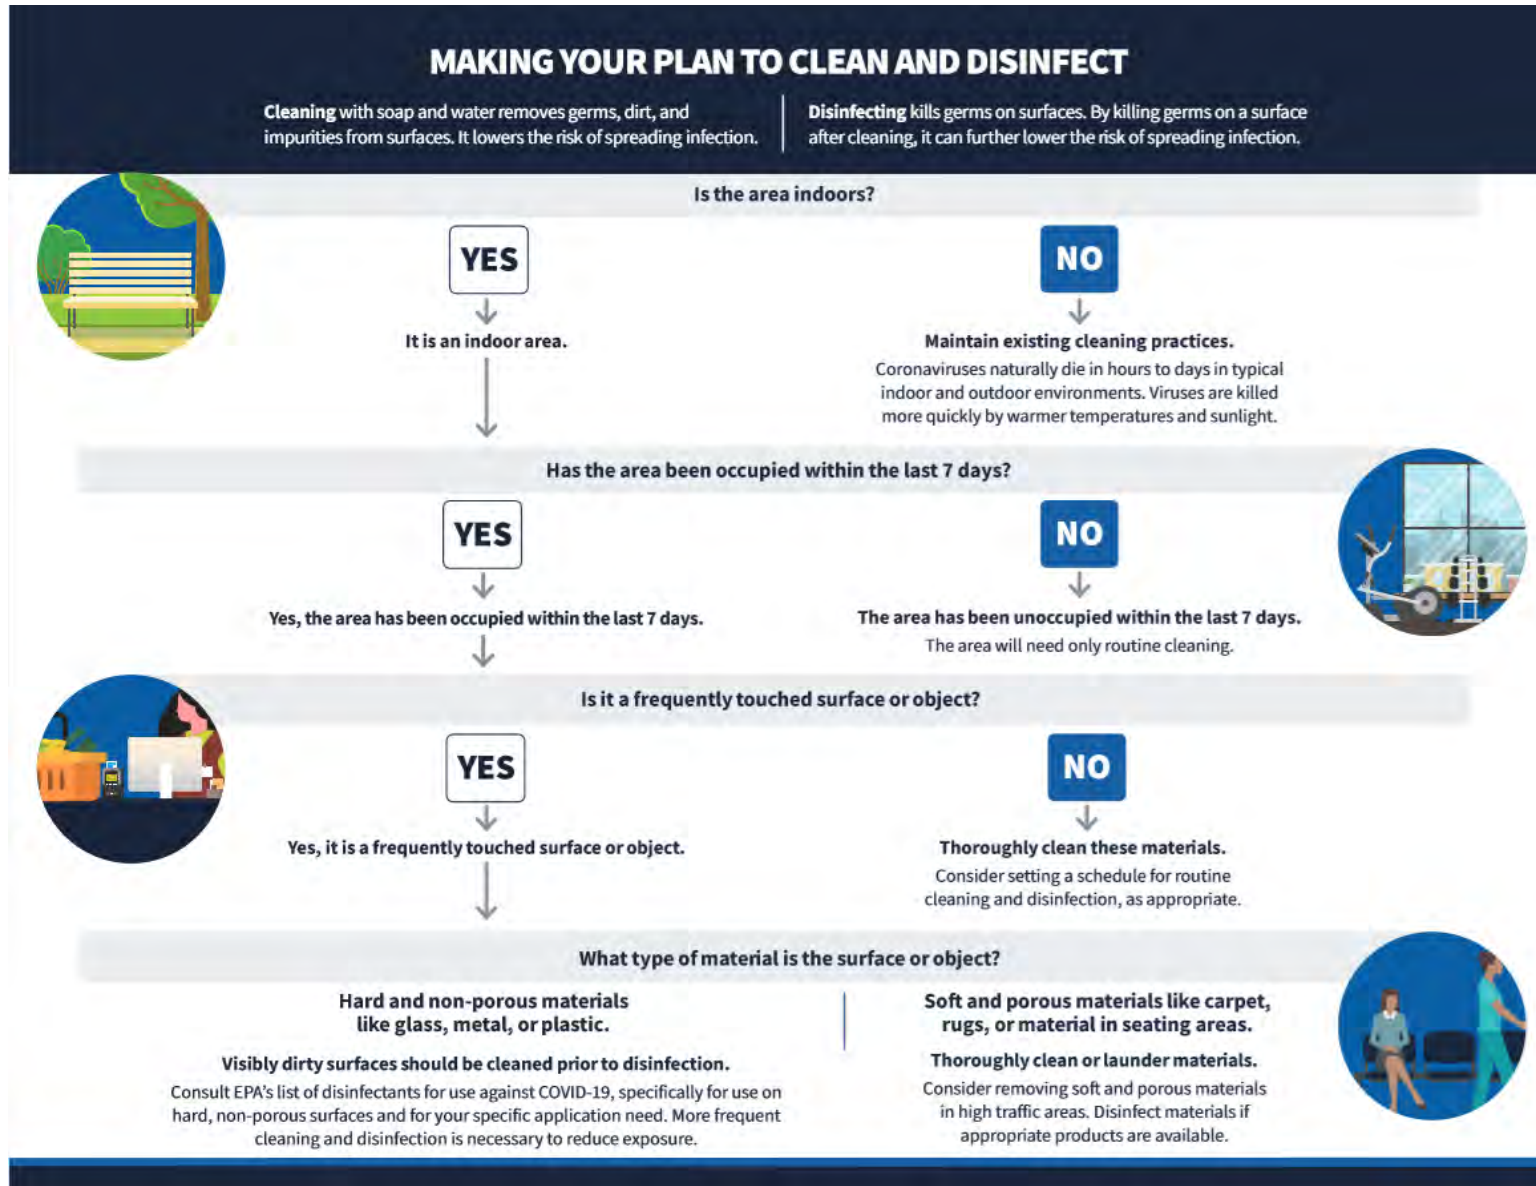 MAKING YOUR PLAN TO CLEAN AND DISINFECT
Cleaning with soap and water removes germs, dirt, and
impurities from surfaces. It lowers the risk of spreading infection.
Disinfecting kills germs on surfaces. By killing germs on a surface
after cleaning, it can further lower the risk of spreading infection.
Is the area indoors?
YES
It is an indoor area.
NO
Maintain existing cleaning practices.
Coronaviruses naturally die in hours to days in typical
indoor and outdoor environments. Viruses are killed
more quickly by warmer temperatures and sunlight.
Has the area been occupied within the last 7 days?
YES
Yes, the area has been occupied within the last 7 days.
NO
The area has been unoccupied within the last 7 days.
The area will need only routine cleaning.
Is it a frequently touched surface or object?
YES
Yes, it is a frequently touched surface or object.
NO
Thoroughly clean these materials.
Consider setting a schedule for routine
cleaning and disinfection, as appropriate.
What type of material is the surface or object?
Hard and non-porous materials
like glass, metal, or plastic.
Visibly dirty surfaces should be cleaned prior to disinfection.
Consult EPA's list of disinfectants for use against COVID-19, specifically for use on
hard, non-porous surfaces and for your specific application need. More frequent
cleaning and disinfection is necessary to reduce exposure.
Soft and porous materials like carpet,
rugs, or material in seating areas.
Thoroughly clean or launder materials.
Consider removing soft and porous materials
in high traffic areas. Disinfect materials if
appropriate products are available.